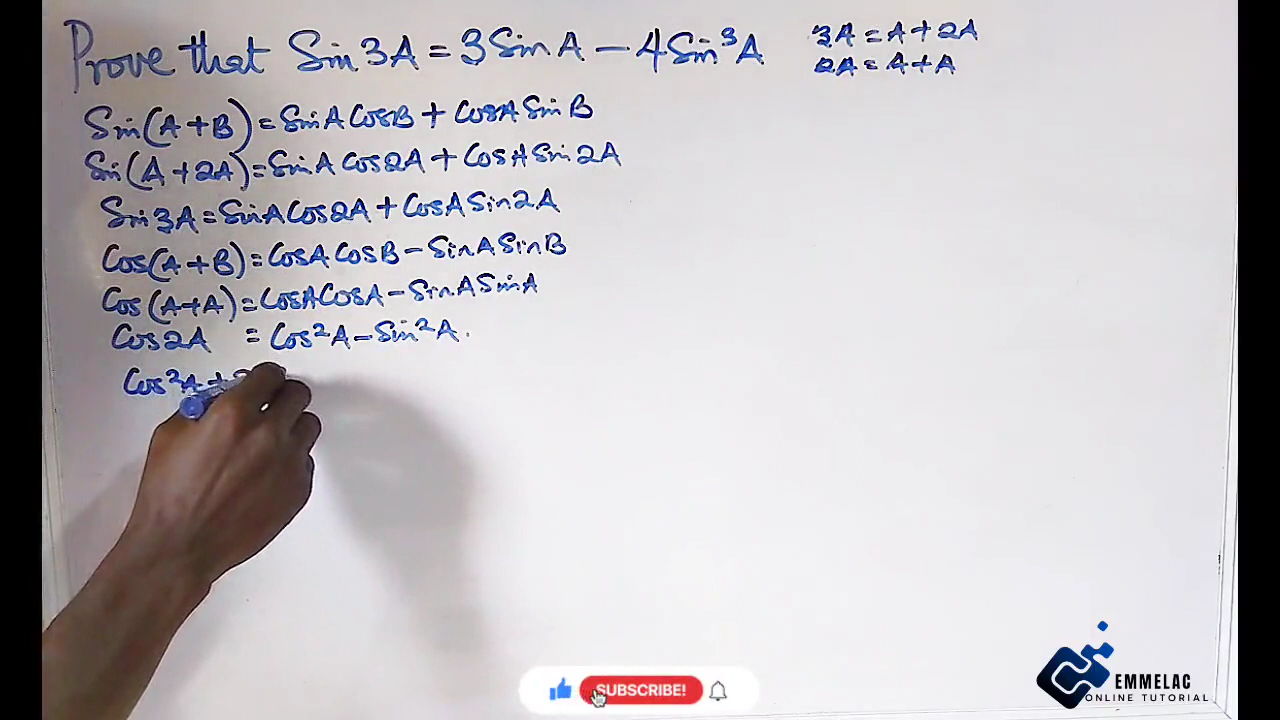 Prove that Sin 3A = 3 Sin A - 4 Sin³A
3A = A + 2A
2A = A + A
Sin(A + B) = Sin A Cos B + Cos A Sin B
Sin(A + 2A) = Sin A Cos 2A + Cos A Sin 2A
Sin 3A = Sin A Cos 2A + Cos A Sin 2A
Cos(A + B) = Cos A Cos B - Sin A Sin B
Cos(A + A) = Cos A Cos A - Sin A Sin A
Cos 2A = Cos²A - Sin²A.
Cos²A +
SUBSCRIBE!
EMMELAC
ONLINE TUTORIAL